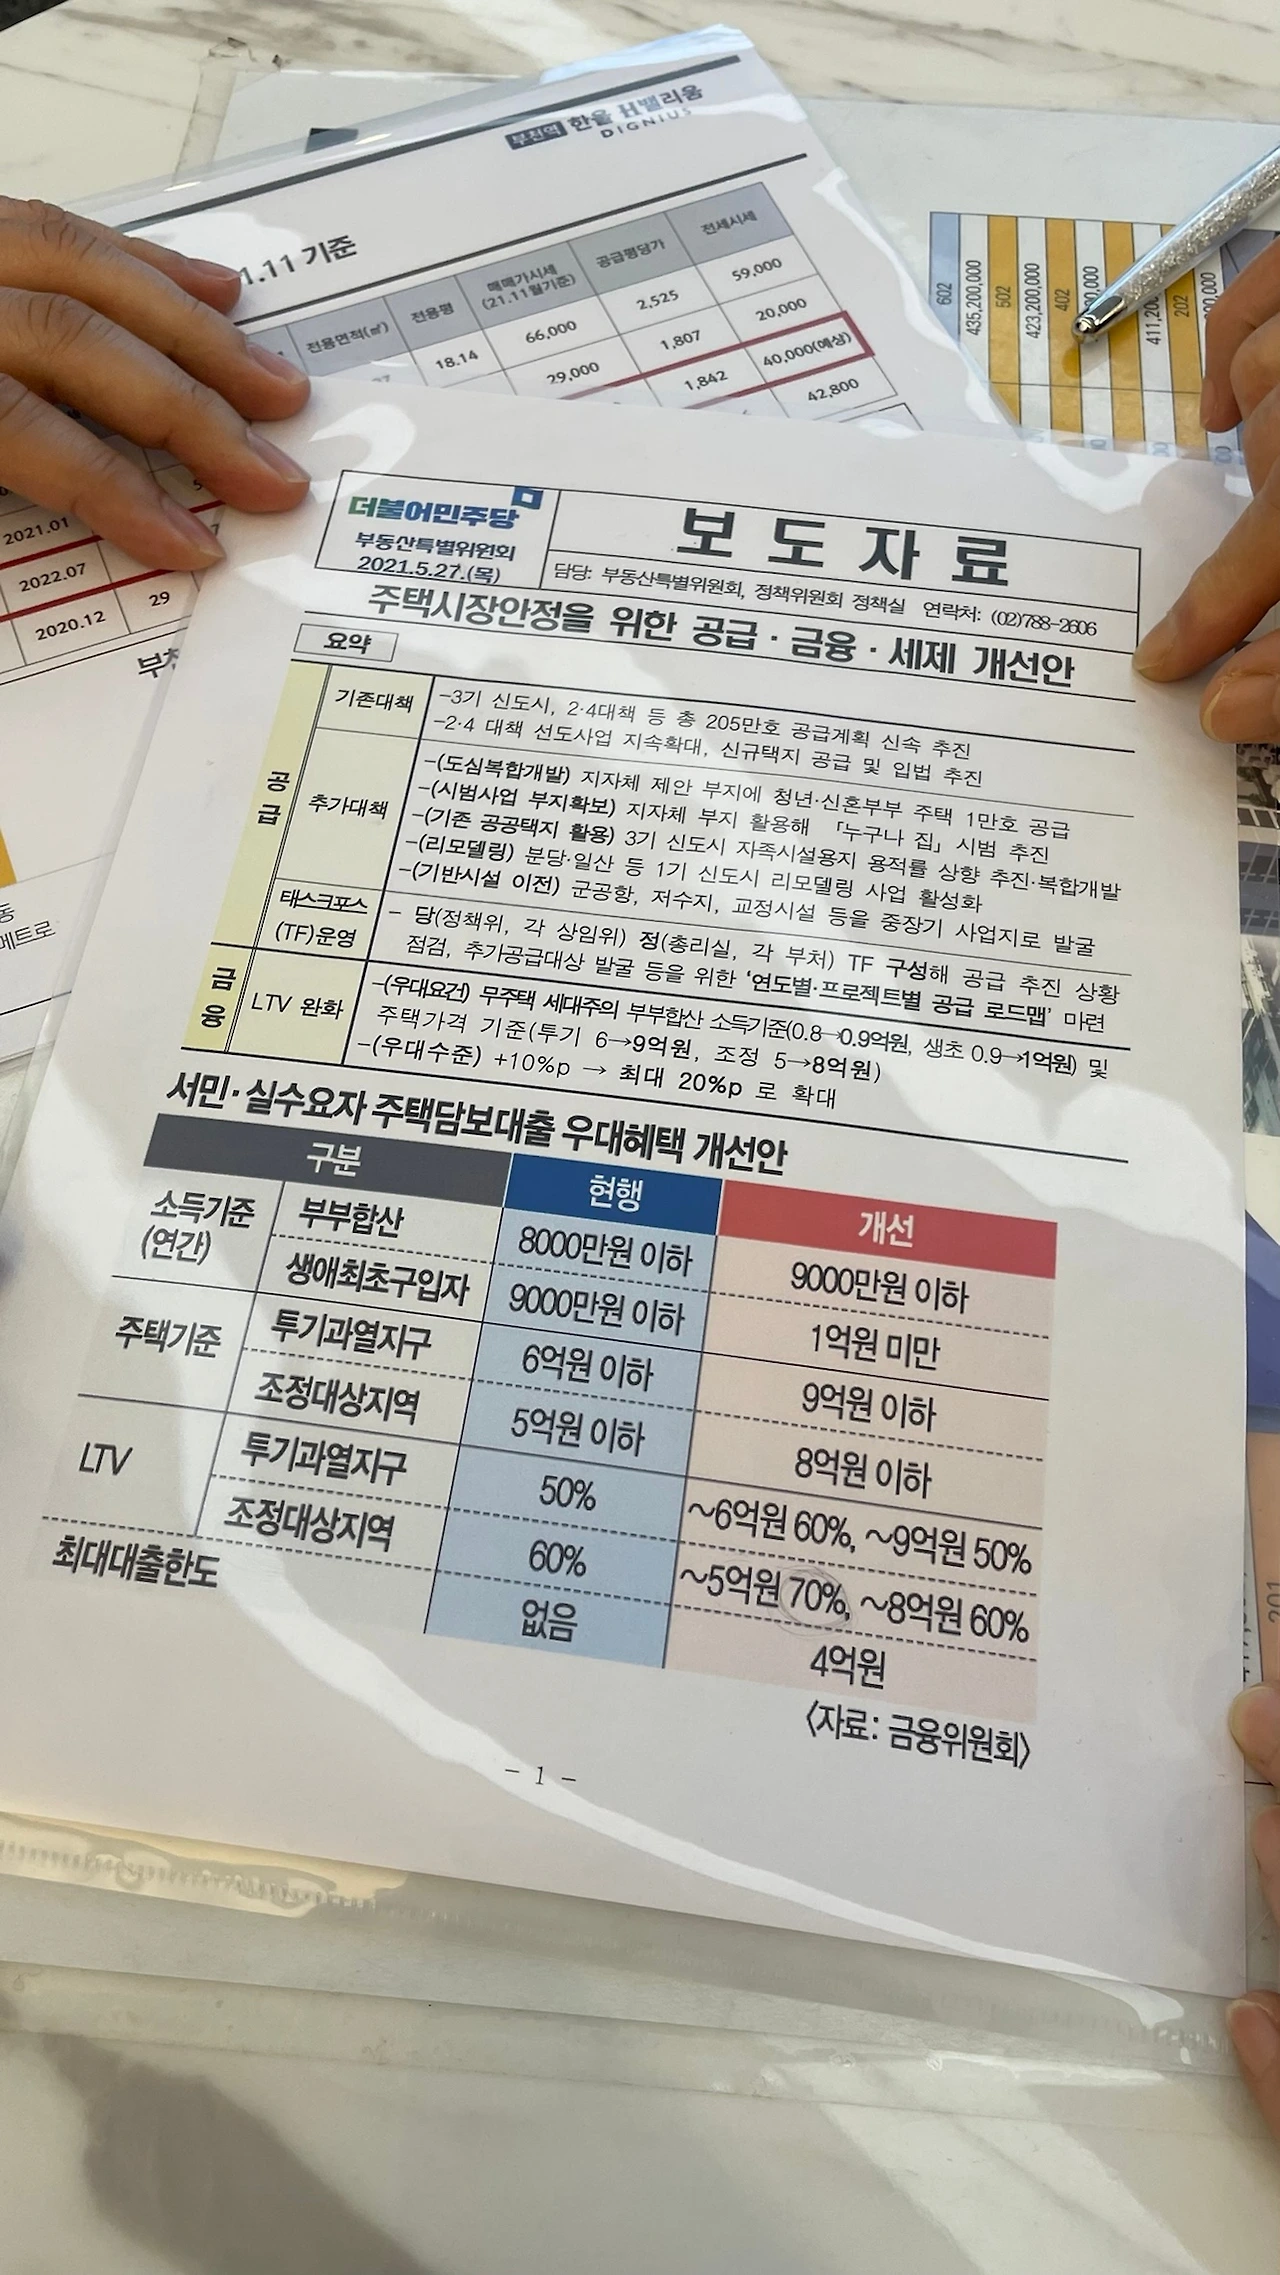 부천역 한울 H밸리움
DIGNIUS
1.11 기준
전용면적(㎡) 전용평 매매가시세 (21.11월기준) 공급평당가 전세시세
18.14 66,000 2,525 59,000
29,000 1,807 20,000
1,842 40,000(예상)
42,800
2021.01
2022.07
2020.12 29
602
435,200,000
502
423,200,000
402
202
더불어민주당
부동산특별위원회
2021.5.27.(목)
보도자료
담당: 부동산특별위원회, 정책위원회 정책실 연락처: (02)788-2606
주택시장안정을 위한 공급·금융·세제 개선안
요약
공급
기존대책
-3기 신도시, 2·4대책 등 총 205만호 공급계획 신속 추진
-2·4 대책 선도사업 지속확대, 신규택지 공급 및 입법 추진
추가대책
-(도심복합개발) 지자체 제안 부지에 청년·신혼부부 주택 1만호 공급
-(시범사업 부지확보) 지자체 부지 활용해 「누구나 집」 시범 추진
-(기존 공공택지 활용) 3기 신도시 자족시설용지 용적률 상향 추진·복합개발
-(리모델링) 분당·일산 등 1기 신도시 리모델링 사업 활성화
-(기반시설 이전) 군공항, 저수지, 교정시설 등을 중장기 사업지로 발굴
태스크포스
(TF)운영
- 당(정책위, 각 상임위) 정(총리실, 각 부처) TF 구성해 공급 추진 상황
점검, 추가공급대상 발굴 등을 위한 '연도별·프로젝트별 공급 로드맵' 마련
금융
LTV 완화
-(우대요건) 무주택 세대주의 부부합산 소득기준(0.8→0.9억원, 생초 0.9→1억원) 및
주택가격 기준(투기 6→9억원, 조정 5→8억원)
-(우대수준) +10%p → 최대 20%p 로 확대
서민·실수요자 주택담보대출 우대혜택 개선안
구분 현행 개선
소득기준 (연간) 부부합산 8000만원 이하 9000만원 이하
생애최초구입자 9000만원 이하 1억원 미만
주택기준 투기과열지구 6억원 이하 9억원 이하
조정대상지역 5억원 이하 8억원 이하
LTV 투기과열지구 50% ~6억원 60%, ~9억원 50%
조정대상지역 60% ~5억원 70%, ~8억원 60%
최대대출한도 없음 4억원
〈자료: 금융위원회〉
- 1 -